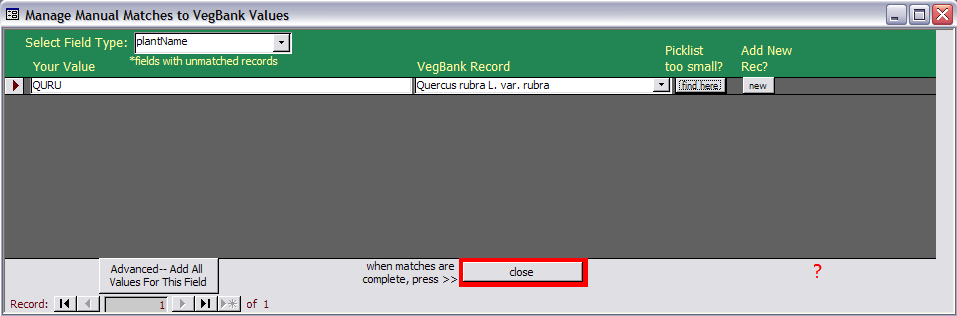 Manage Manual Matches to VegBank Values
Select Field Type: plantName
*fields with unmatched records
Picklist too small?
Add New Rec?
Your Value
VegBank Record
QURU
Quercus rubra L. var. rubra
find here
new
Advanced-- Add All
Values For This Field
when matches are
complete, press >>
close
?
Record: 1 of 1